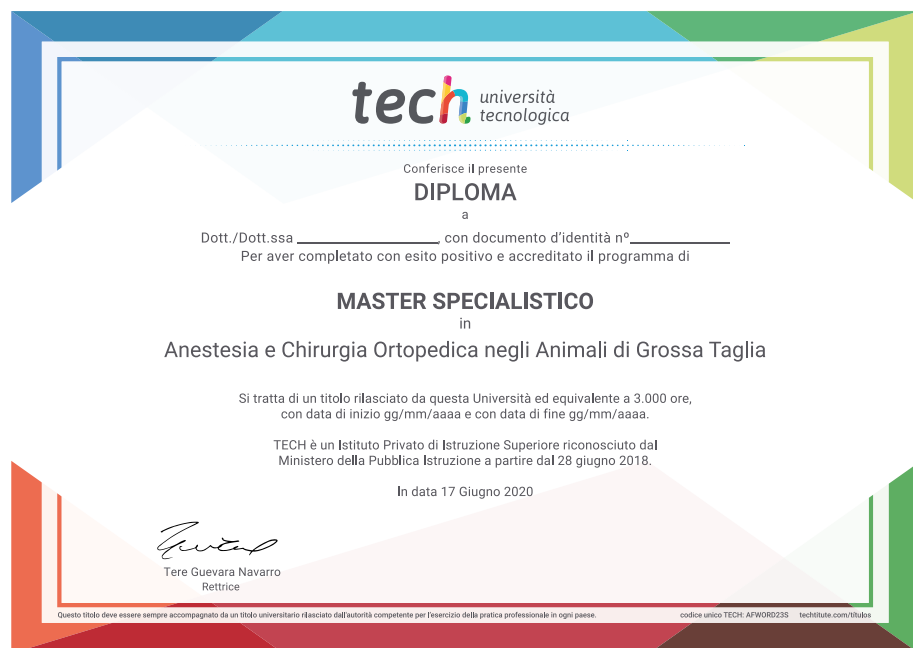 tech università
tecnologica
Conferisce il presente
DIPLOMA
a
Dott./Dott.ssa ____________________, con documento d'identità nº______________
Per aver completato con esito positivo e accreditato il programma di
MASTER SPECIALISTICO
in
Anestesia e Chirurgia Ortopedica negli Animali di Grossa Taglia
Si tratta di un titolo rilasciato da questa Università ed equivalente a 3.000 ore,
con data di inizio gg/mm/aaaa e con data di fine gg/mm/aaaa.
TECH è un Istituto Privato di Istruzione Superiore riconosciuto dal
Ministero della Pubblica Istruzione a partire dal 28 giugno 2018.
In data 17 Giugno 2020
Tere Guevara Navarro
Rettrice
Questo titolo deve essere sempre accompagnato da un titolo universitario rilasciato dall'autorità competente per l'esercizio della pratica professionale in ogni paese. codice unico TECH: AFWORD23S techtitute.com/títulos